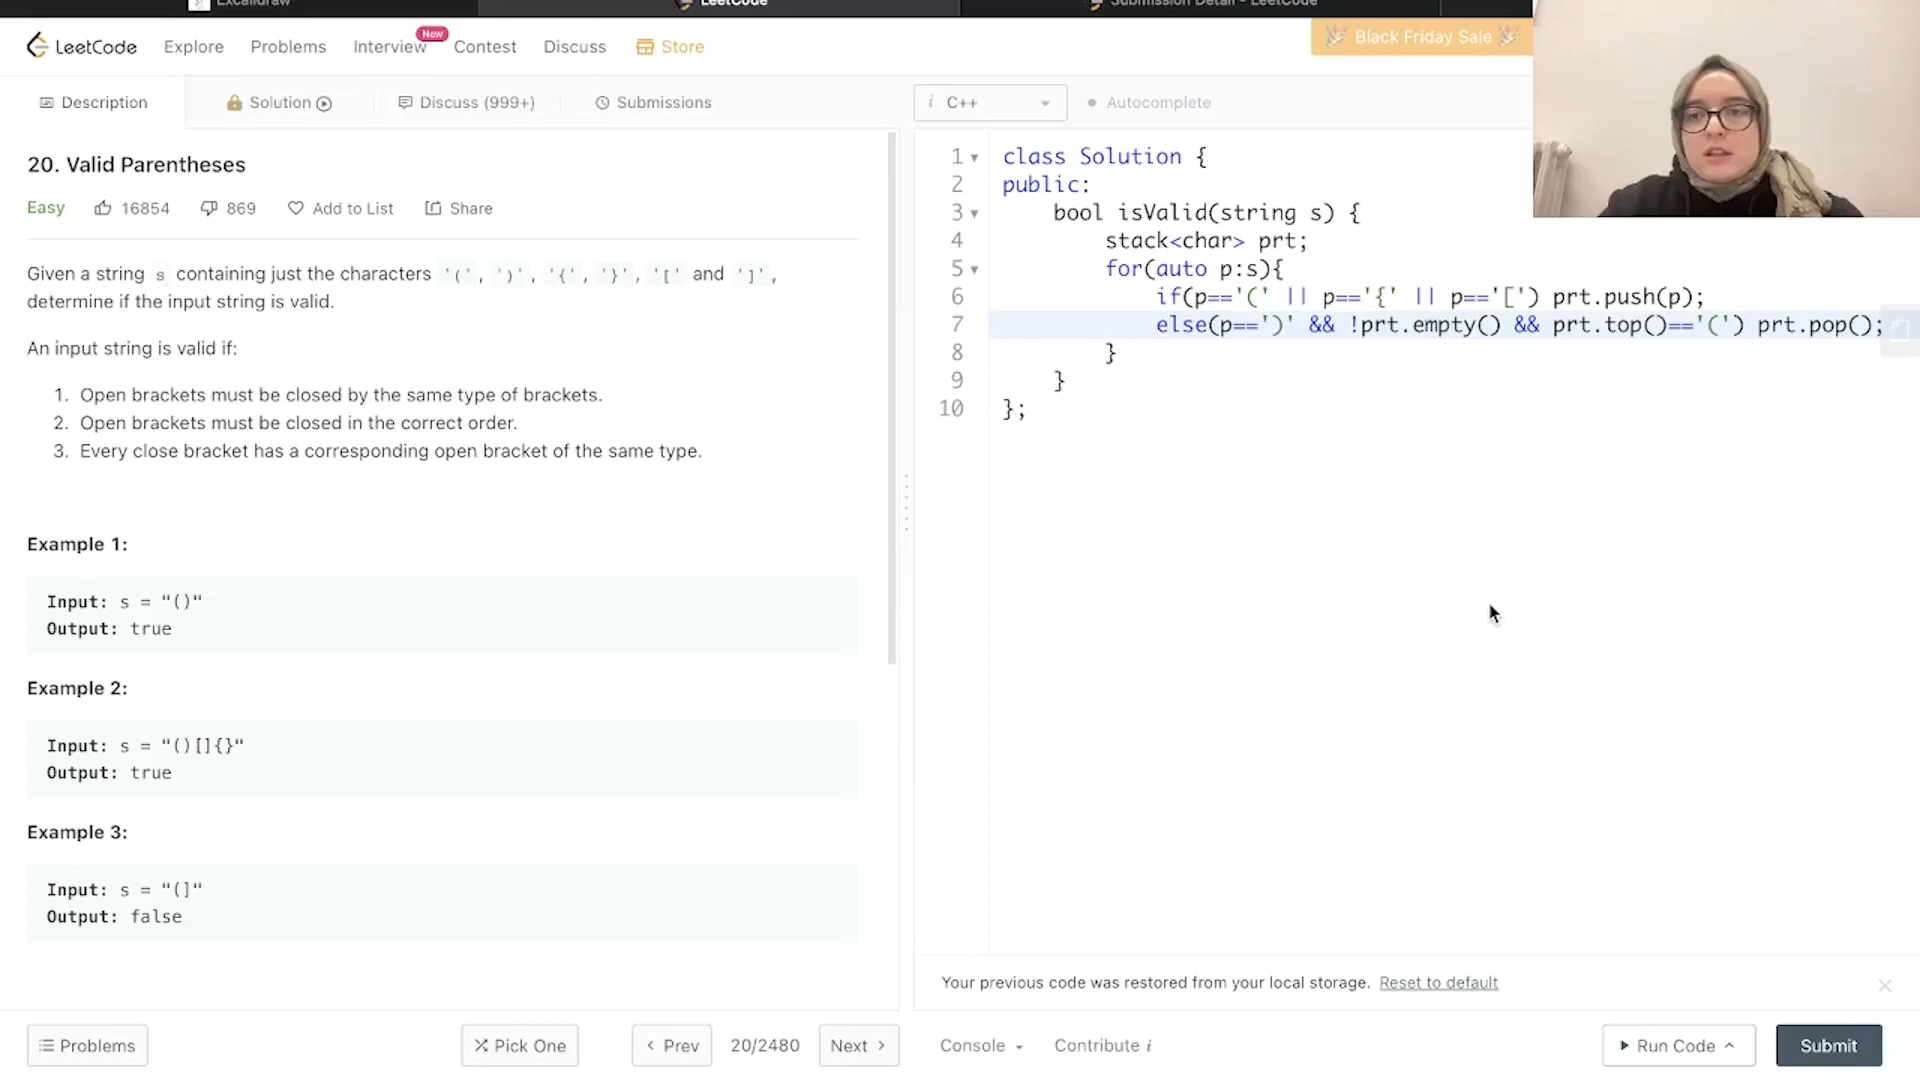 Excalidraw
LeetCode
Submission Detail - LeetCode
LeetCode
Explore
Problems
Interview
New
Contest
Discuss
Store
Black Friday Sale
Description
Solution
Discuss (999+)
Submissions
i C++
Autocomplete
20. Valid Parentheses
Easy
16854
869
Add to List
Share
Given a string s containing just the characters '(', ')', '{', '}', '[' and ']',
determine if the input string is valid.
An input string is valid if:
1. Open brackets must be closed by the same type of brackets.
2. Open brackets must be closed in the correct order.
3. Every close bracket has a corresponding open bracket of the same type.
Example 1:
Input: s = "()"
Output: true
Example 2:
Input: s = "()[]{}"
Output: true
Example 3:
Input: s = "(]"
Output: false
1 class Solution {
2 public:
3 bool isValid(string s) {
4 stack<char> prt;
5 for(auto p:s){
6 if(p=='(' || p=='{' || p=='[') prt.push(p);
7 else(p==')' && !prt.empty() && prt.top()=='(') prt.pop();
8 }
9 }
10 };
Your previous code was restored from your local storage. Reset to default
Problems
Pick One
Prev
20/2480
Next
Console
Contribute i
Run Code
Submit